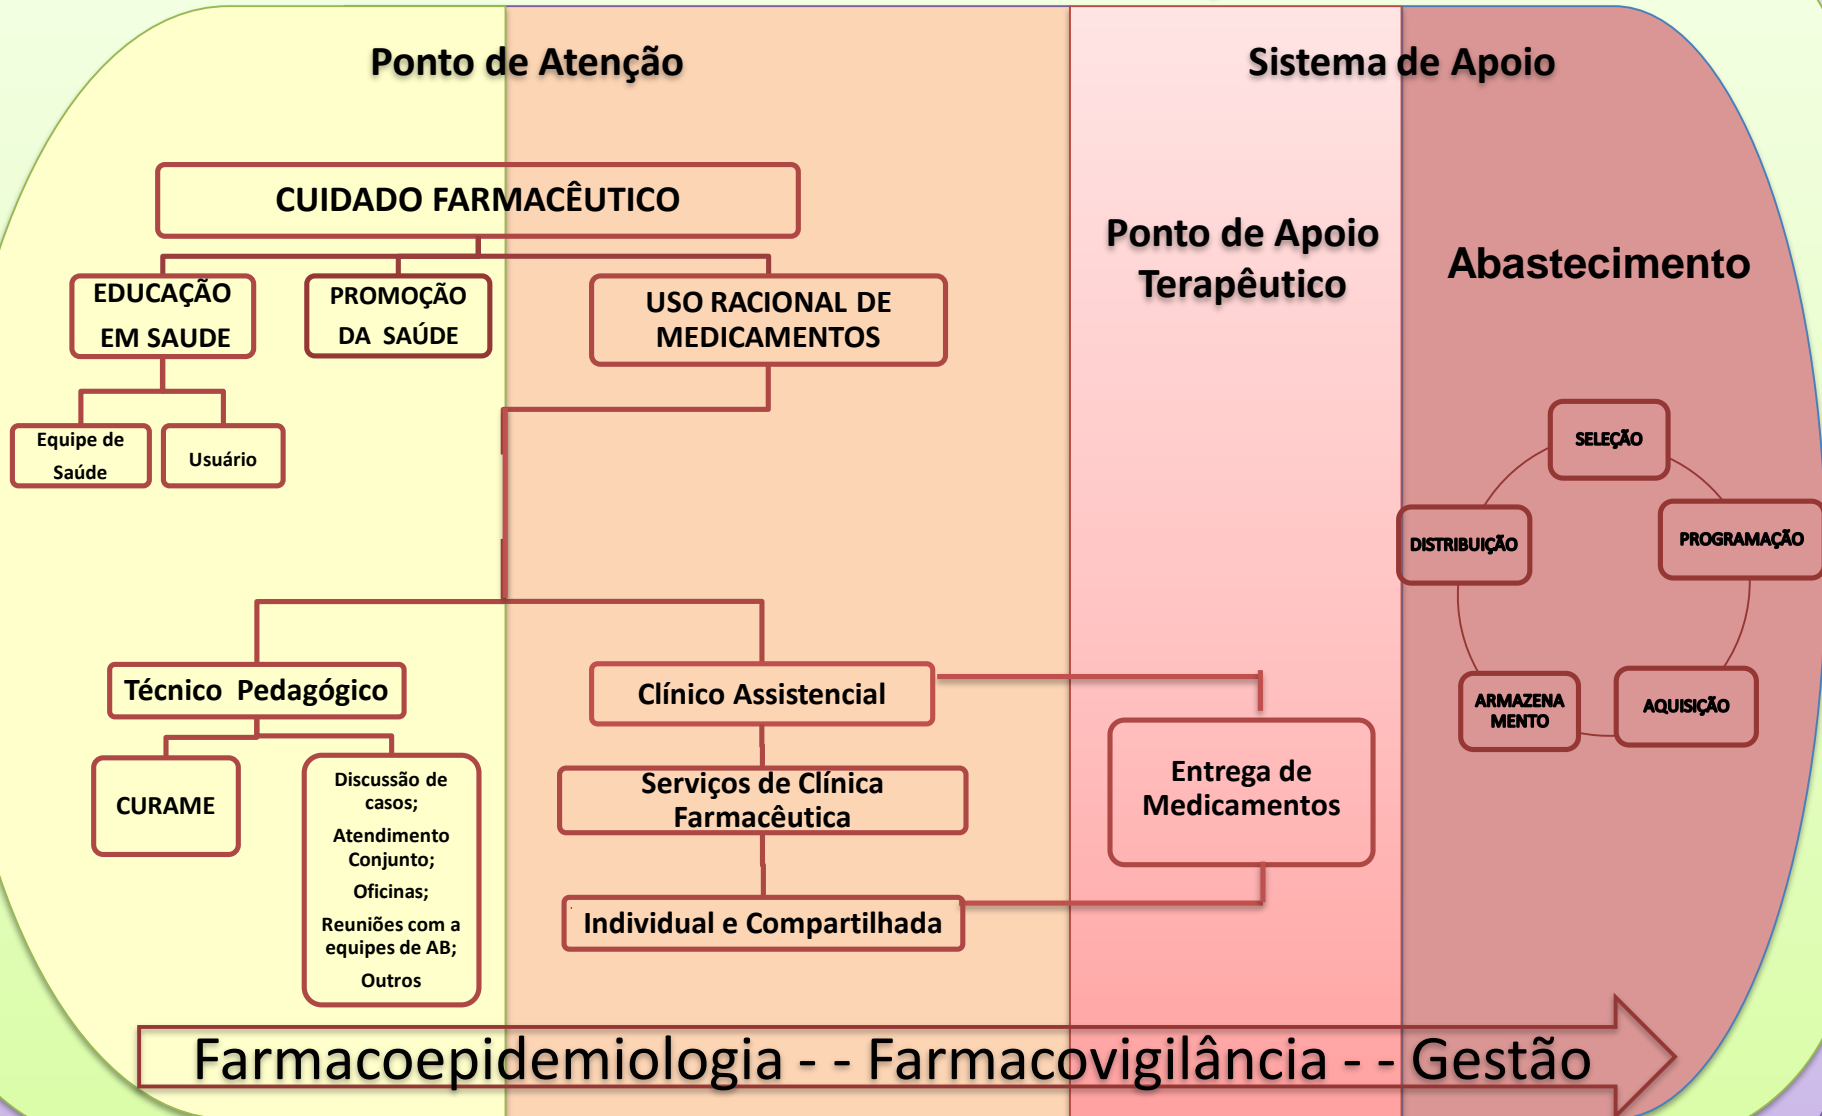 Ponto de Atenção
Sistema de Apoio
CUIDADO FARMACÊUTICO
EDUCAÇÃO
EM SAUDE
PROMOÇÃO
DA SAÚDE
USO RACIONAL DE
MEDICAMENTOS
Equipe de
Saúde
Usuário
Técnico Pedagógico
CURAME
Discussão de
casos;
Atendimento
Conjunto;
Oficinas;
Reuniões com a
equipes de AB;
Outros
Clínico Assistencial
Serviços de Clínica
Farmacêutica
Individual e Compartilhada
Ponto de Apoio
Terapêutico
Entrega de
Medicamentos
Abastecimento
SELEÇÃO
PROGRAMAÇÃO
AQUISIÇÃO
ARMAZENA
MENTO
DISTRIBUIÇÃO
Farmacoepidemiologia - - Farmacovigilância - - Gestão